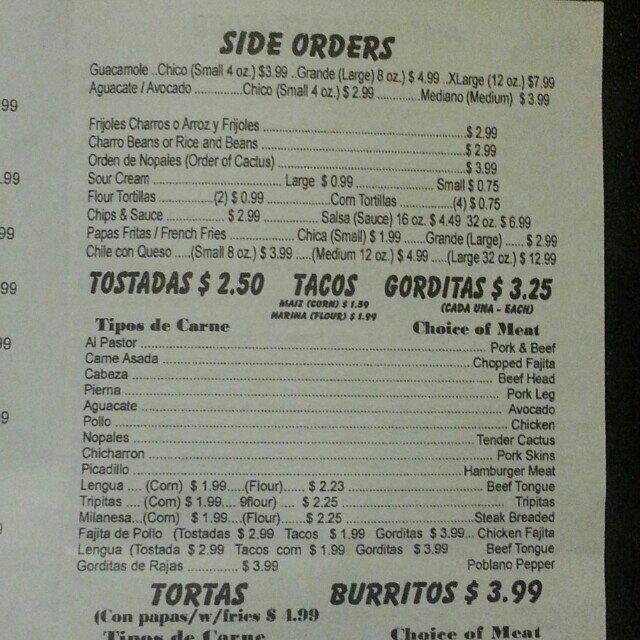 SIDE ORDERS
Guacamole ..Chico (Small 4 oz.) $3.99 ..Grande (Large) 8 oz.) $ 4.99 ..XLarge (12 oz.) $7.99
Aguacate / Avocado ..............Chico (Small 4 oz.) $ 2.99 ............Mediano (Medium) $ 3.99
Frijoles Charros o Arroz y Frijoles ......................................................$ 2.99
Charro Beans or Rice and Beans ......................................................$ 2.99
Orden de Nopales (Order of Cactus) ..................................................$ 3.99
Sour Cream ................................... Large $ 0.99 ..................... Small $ 0.75
Flour Tortillas ...............(2) $ 0.99.....................Corn Tortillas ..................(4) $ 0.75
Chips & Sauce ................ $ 2.99 ............... Salsa (Sauce) 16 oz. $ 4.49 32 oz. $ 6.99
Papas Fritas / French Fries ................. Chica (Small) $ 1.99 ......Grande (Large) ...... $ 2.99
Chile con Queso .....(Small 8 oz.) $ 3.99 .....(Medium 12 oz.) $ 4.99 .....(Large 32 oz.) $ 12.99
TOSTADAS $ 2.50 TACOS GORDITAS $ 3.25
MAIZ (CORN) $ 1.59 (CADA UNA - EACH)
HARINA (FLOUR) $ 1.99
Tipos de Carne Choice of Meat
Al Pastor ............................................................ Pork & Beef
Carne Asada ............................................................ Chopped Fajita
Cabeza ............................................................ Beef Head
Pierna ............................................................ Pork Leg
Aguacate ............................................................ Avocado
Pollo ............................................................ Chicken
Nopales ............................................................ Tender Cactus
Chicharron ............................................................ Pork Skins
Picadillo ............................................................ Hamburger Meat
Lengua .... (Corn) $ 1.99.....(Flour)...... $ 2.23 ........................ Beef Tongue
Tripitas .... (Corn) $ 1.99.... 9flour) .... $ 2.25 ........................ Tripitas
Milanesa...(Corn) $ 1.99....(Flour)......$ 2.25 ........................ Steak Breaded
Fajita de Pollo (Tostadas $ 2.99 Tacos $ 1.99 Gorditas $ 3.99... Chicken Fajita
Lengua (Tostada $ 2.99 Tacos corn $ 1.99 Gorditas $ 3.99 Beef Tongue
Gorditas de Rajas ................ $ 3.99 Poblano Pepper
TORTAS BURRITOS $ 3.99
(Con papas/w/fries $ 4.99
Tipos de Carne Choice of Meat